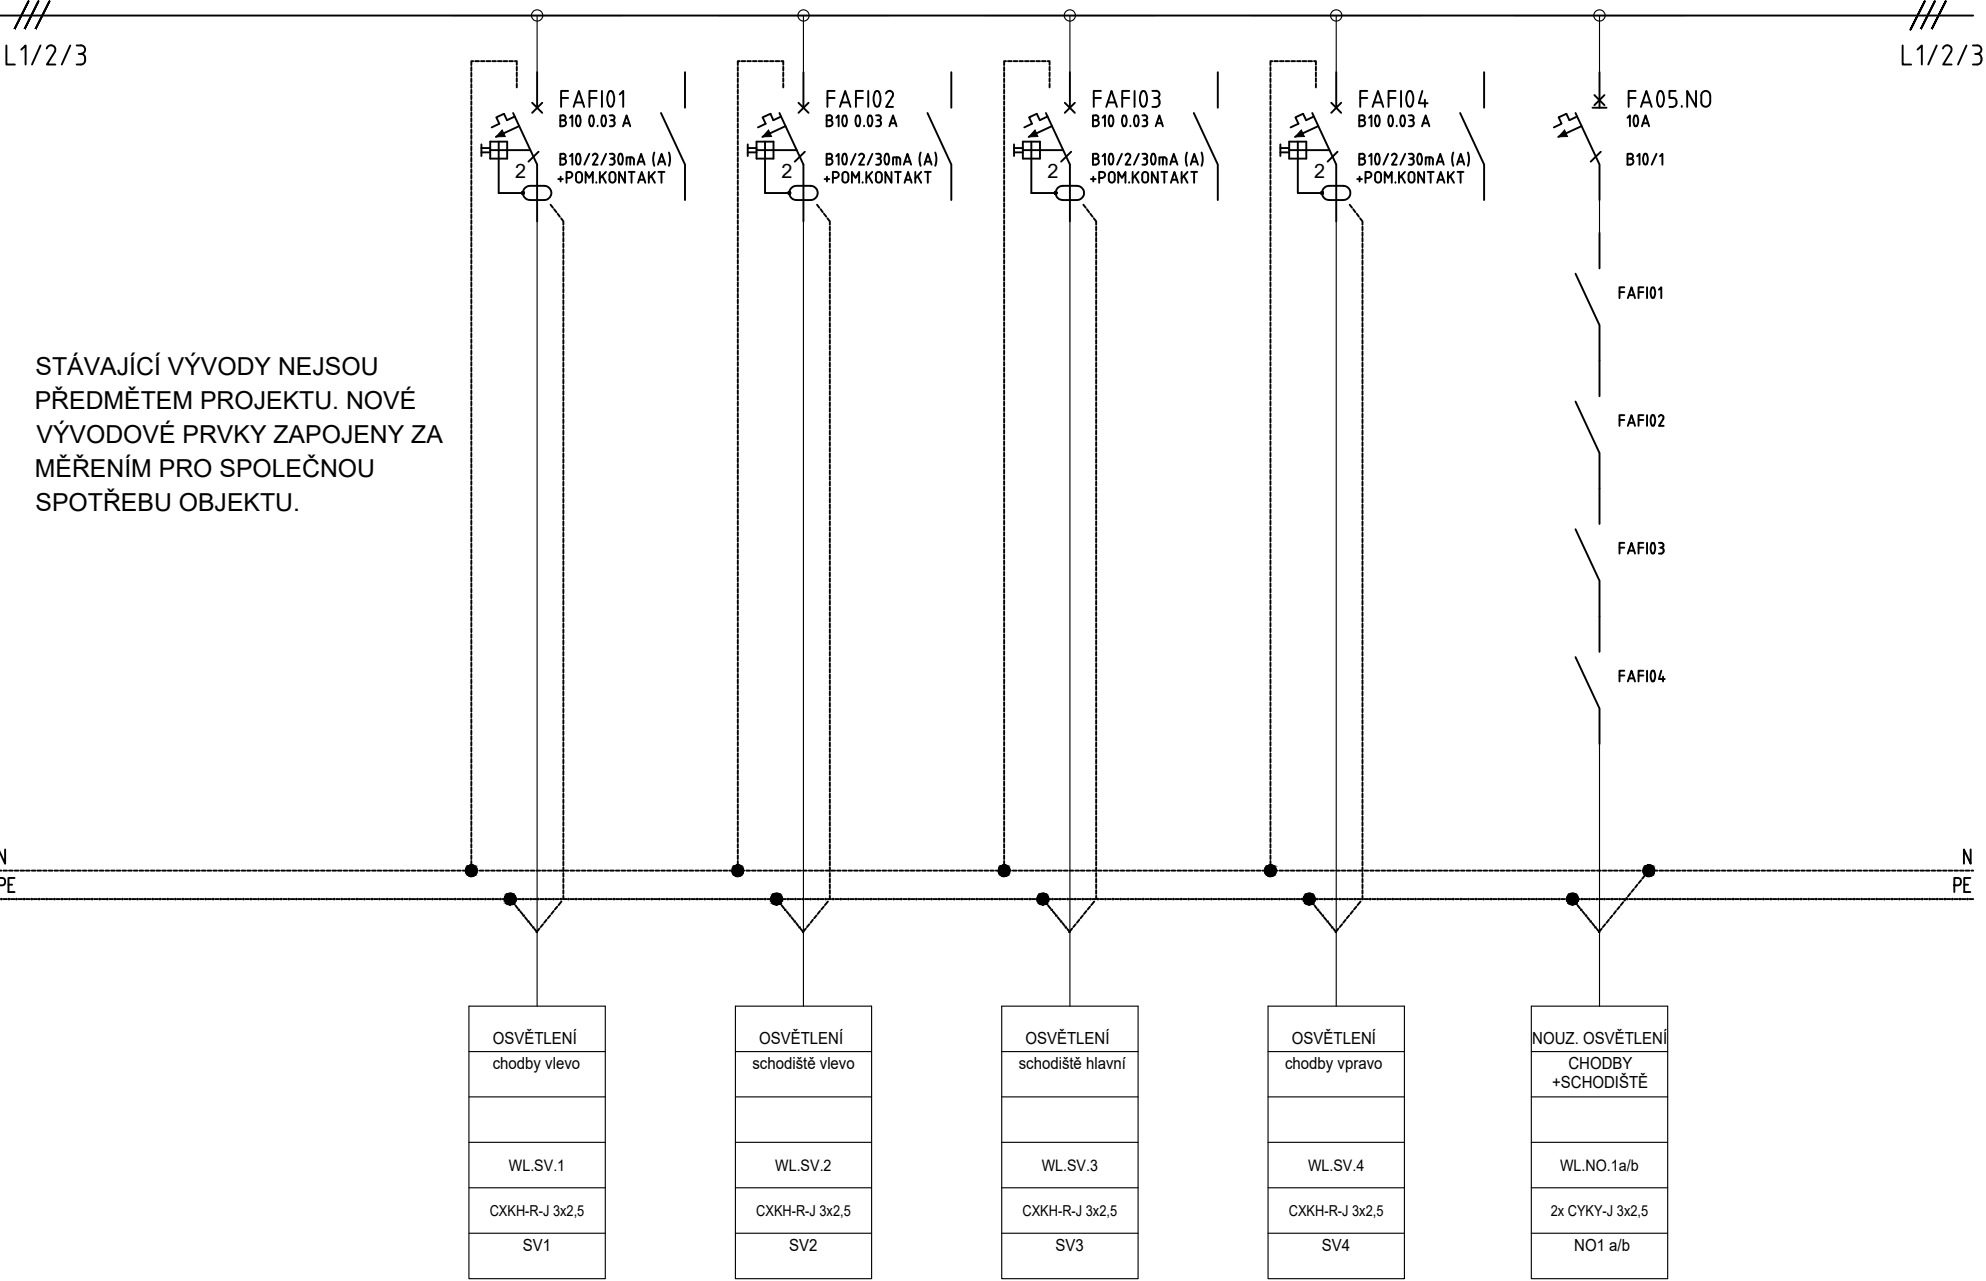 L1/2/3
L1/2/3
FAFI01
B10 0.03 A
B10/2/30mA (A)
+POM.KONTAKT
2
FAFI02
B10 0.03 A
B10/2/30mA (A)
+POM.KONTAKT
2
FAFI03
B10 0.03 A
B10/2/30mA (A)
+POM.KONTAKT
2
FAFI04
B10 0.03 A
B10/2/30mA (A)
+POM.KONTAKT
2
FA05.NO
10A
B10/1
FAFI01
FAFI02
FAFI03
FAFI04
STÁVAJÍCÍ VÝVODY NEJSOU
PŘEDMĚTEM PROJEKTU. NOVÉ
VÝVODOVÉ PRVKY ZAPOJENY ZA
MĚŘENÍM PRO SPOLEČNOU
SPOTŘEBU OBJEKTU.
N
PE
N
PE
OSVĚTLENÍ
chodby vlevo
WL.SV.1
CXKH-R-J 3x2,5
SV1
OSVĚTLENÍ
schodiště vlevo
WL.SV.2
CXKH-R-J 3x2,5
SV2
OSVĚTLENÍ
schodiště hlavní
WL.SV.3
CXKH-R-J 3x2,5
SV3
OSVĚTLENÍ
chodby vpravo
WL.SV.4
CXKH-R-J 3x2,5
SV4
NOUZ. OSVĚTLENÍ
CHODBY
+SCHODIŠTĚ
WL.NO.1a/b
2x CYKY-J 3x2,5
NO1 a/b